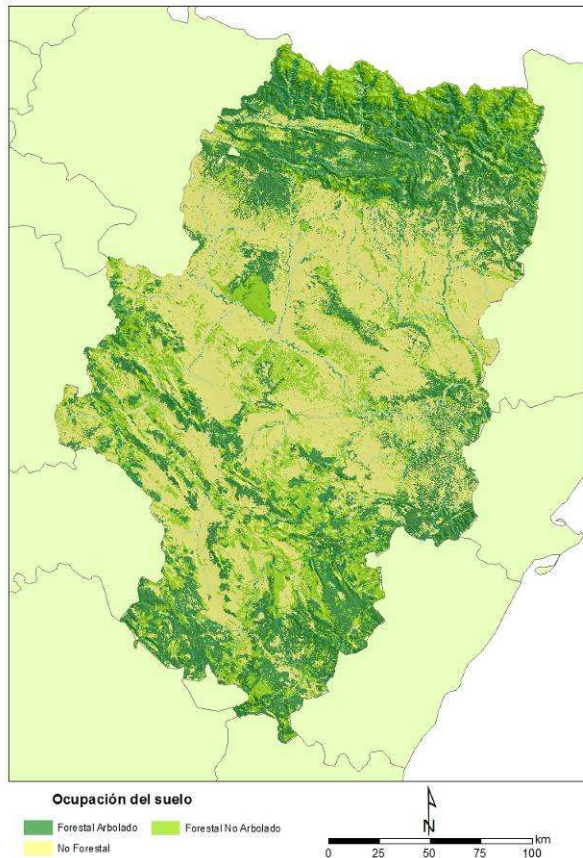 Ocupación del suelo
Forestal Arbolado
Forestal No Arbolado
No Forestal
N
km
0 25 50 75 100